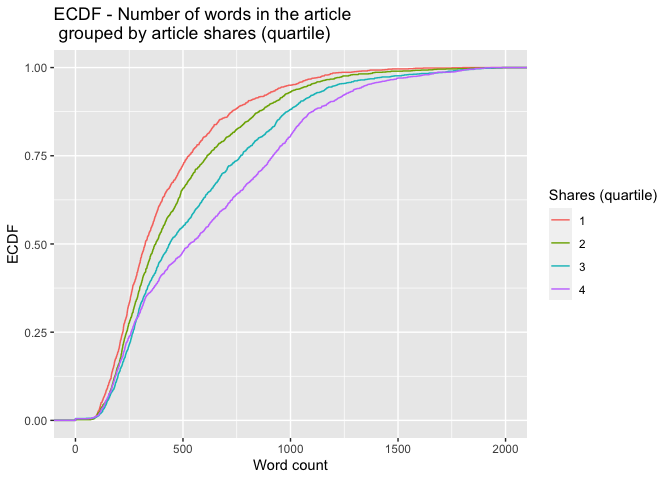 ECDF - Number of words in the article
grouped by article shares (quartile)
1.00
0.75
0.50
0.25
0.00
ECDF
0 500 1000 1500 2000
Word count
Shares (quartile)
1
2
3
4